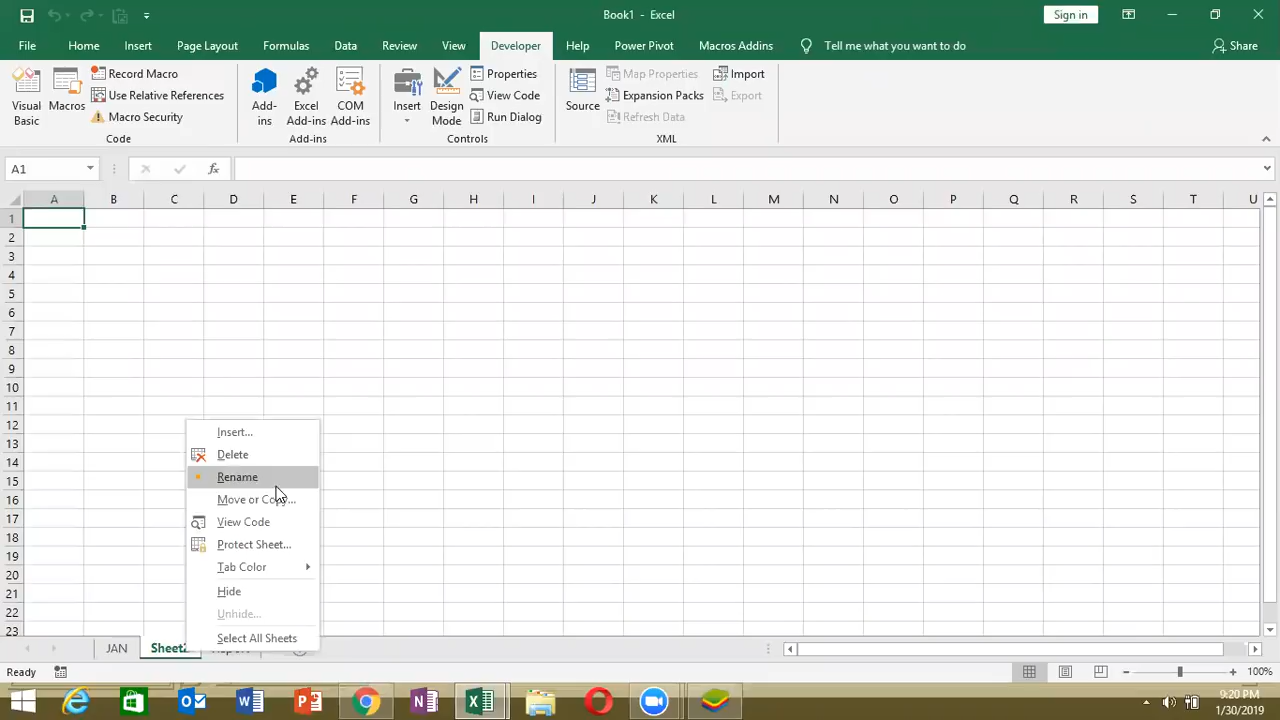 Book1 - Excel
Sign in
File Home Insert Page Layout Formulas Data Review View Developer Help Power Pivot Macros Addins Tell me what you want to do Share
Visual Basic
Macros
Record Macro
Use Relative References
Macro Security
Code
Add-ins
Excel Add-ins
COM Add-ins
Add-ins
Insert
Design Mode
Properties
View Code
Run Dialog
Controls
Source
Map Properties
Expansion Packs
Refresh Data
Import
Export
XML
A1
fx
A B C D E F G H I J K L M N O P Q R S T U
1
2
3
4
5
6
7
8
9
10
11
12
13
14
15
16
17
18
19
20
21
22
23
Insert...
Delete
Rename
Move or Copy...
View Code
Protect Sheet...
Tab Color
Hide
Unhide...
Select All Sheets
JAN Sheet2
Ready
100%
9:20 PM
1/30/2019